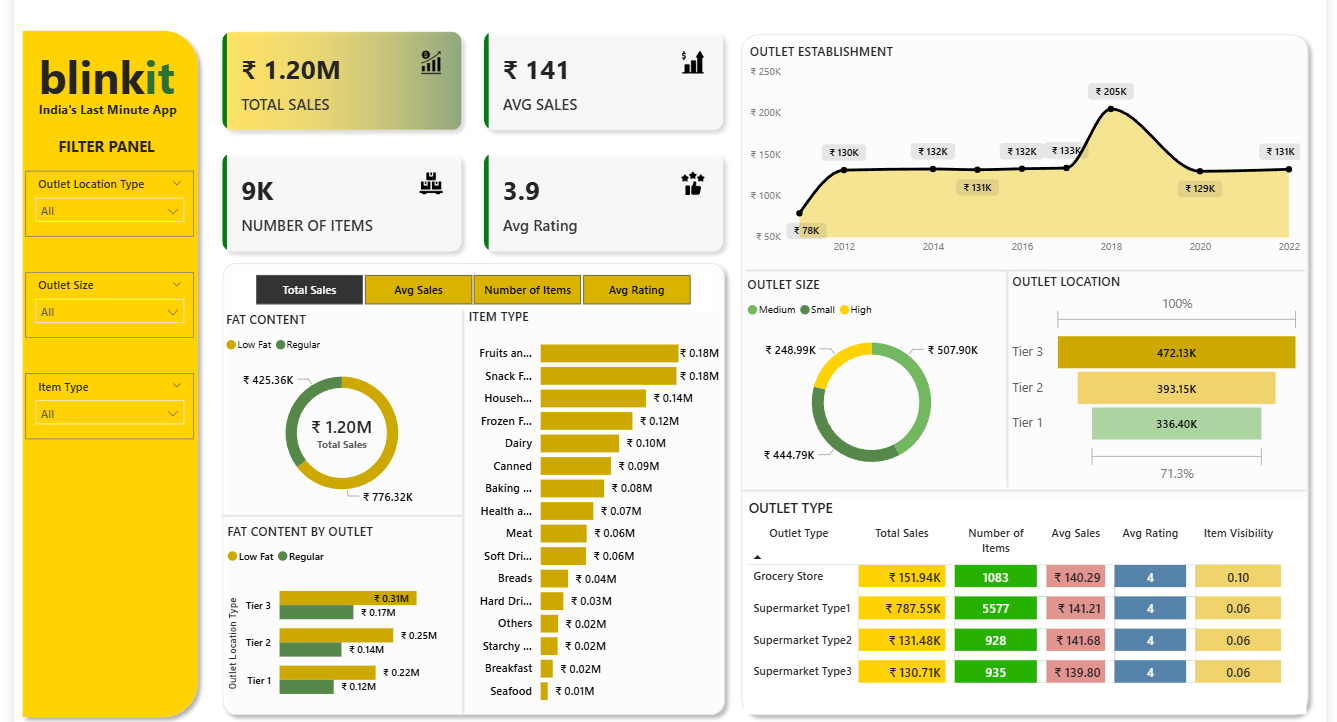 blinkit
India's Last Minute App
FILTER PANEL
Outlet Location Type
All
Outlet Size
All
Item Type
All
₹ 1.20M
TOTAL SALES
₹ 141
AVG SALES
9K
NUMBER OF ITEMS
3.9
Avg Rating
Total Sales Avg Sales Number of Items Avg Rating
FAT CONTENT
Low Fat Regular
₹ 425.36K
₹ 1.20M
Total Sales
₹ 776.32K
FAT CONTENT BY OUTLET
Low Fat Regular
Outlet Location Type
Tier 3 ₹ 0.31M
₹ 0.17M
Tier 2 ₹ 0.25M
₹ 0.14M
Tier 1 ₹ 0.22M
₹ 0.12M
ITEM TYPE
Fruits an... ₹ 0.18M
Snack F... ₹ 0.18M
Househ... ₹ 0.14M
Frozen F... ₹ 0.12M
Dairy ₹ 0.10M
Canned ₹ 0.09M
Baking ... ₹ 0.08M
Health a... ₹ 0.07M
Meat ₹ 0.06M
Soft Dri... ₹ 0.06M
Breads ₹ 0.04M
Hard Dri... ₹ 0.03M
Others ₹ 0.02M
Starchy ... ₹ 0.02M
Breakfast ₹ 0.02M
Seafood ₹ 0.01M
OUTLET ESTABLISHMENT
₹ 250K
₹ 200K
₹ 150K
₹ 100K
₹ 50K
₹ 78K
₹ 130K
₹ 132K
₹ 131K
₹ 132K
₹ 133K
₹ 205K
₹ 129K
₹ 131K
2012 2014 2016 2018 2020 2022
OUTLET SIZE
Medium Small High
₹ 248.99K
₹ 507.90K
₹ 444.79K
OUTLET LOCATION
100%
Tier 3 472.13K
Tier 2 393.15K
Tier 1 336.40K
71.3%
OUTLET TYPE
Outlet Type Total Sales Number of Items Avg Sales Avg Rating Item Visibility
Grocery Store ₹ 151.94K 1083 ₹ 140.29 4 0.10
Supermarket Type1 ₹ 787.55K 5577 ₹ 141.21 4 0.06
Supermarket Type2 ₹ 131.48K 928 ₹ 141.68 4 0.06
Supermarket Type3 ₹ 130.71K 935 ₹ 139.80 4 0.06